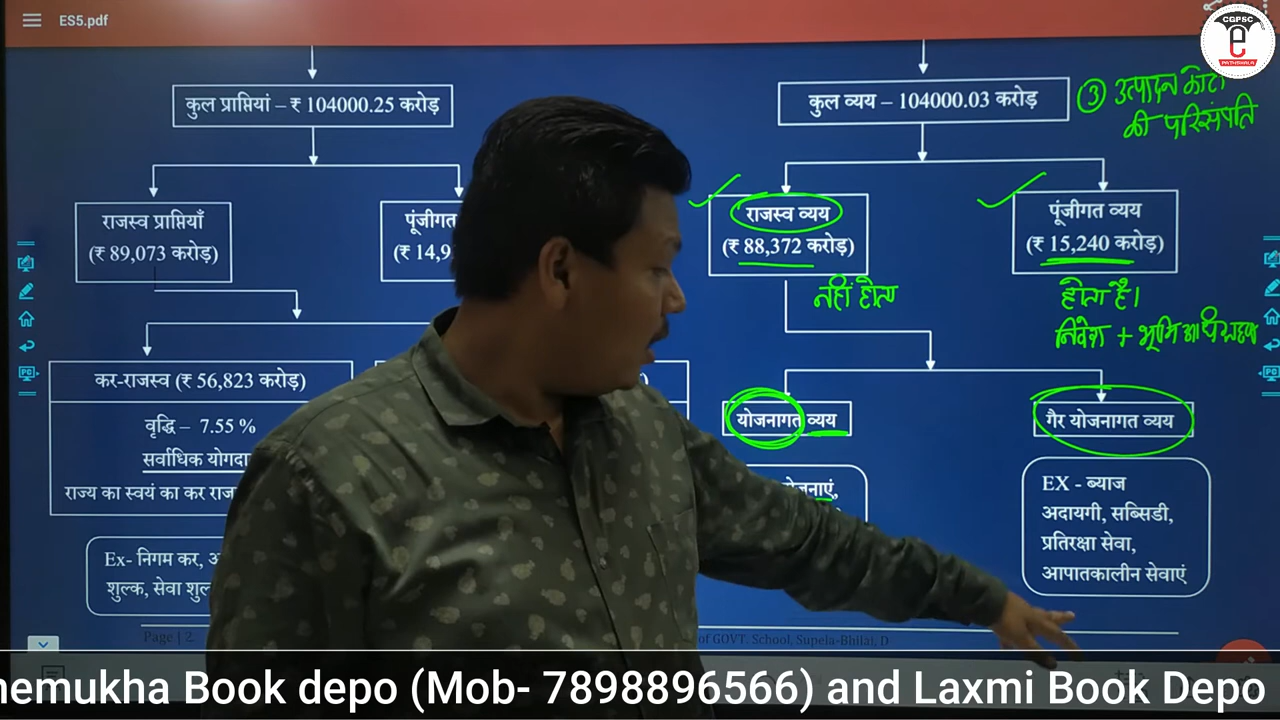 ES5.pdf
CGPSC
e
PATHSHALA
कुल प्राप्तियां – ₹ 104000.25 करोड़
कुल व्यय – 104000.03 करोड़
③ उत्पादन
की परिसंपति
राजस्व प्राप्तियाँ
(₹ 89,073 करोड़)
पूंजीगत
(₹ 14,9
राजस्व व्यय
(₹ 88,372 करोड़)
पूंजीगत व्यय
(₹ 15,240 करोड़)
नहीं होता
होता है।
निवेश + भूमि
कर-राजस्व (₹ 56,823 करोड़)
वृद्धि – 7.55 %
सर्वाधिक योगदा
राज्य का स्वयं का कर राज
योजनागत व्यय
गैर योजनागत व्यय
EX - ब्याज
अदायगी, सब्सिडी,
प्रतिरक्षा सेवा,
आपातकालीन सेवाएं
Ex- निगम कर,
शुल्क, सेवा शुल
Page | 2
of GOVT. School, Supela-Bhilai, D
hemukha Book depo (Mob- 7898896566) and Laxmi Book Depo